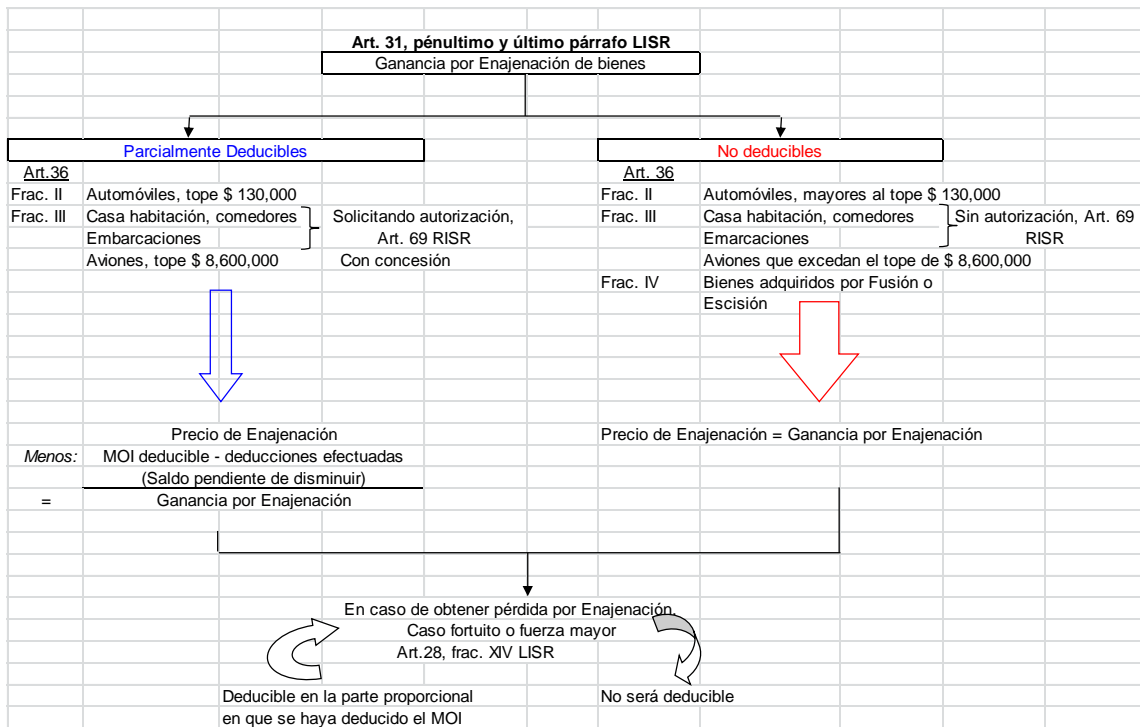 Art. 31, pénultimo y último párrafo LISR
Ganancia por Enajenación de bienes
Parcialmente Deducibles
Art.36
Frac. II Automóviles, tope $ 130,000
Frac. III Casa habitación, comedores
Embarcaciones
Solicitando autorización,
Art. 69 RISR
Aviones, tope $ 8,600,000 Con concesión
No deducibles
Art. 36
Frac. II Automóviles, mayores al tope $ 130,000
Frac. III Casa habitación, comedores
Emarcaciones
Sin autorización, Art. 69
RISR
Aviones que excedan el tope de $ 8,600,000
Frac. IV Bienes adquiridos por Fusión o
Escisión
Precio de Enajenación
Menos: MOI deducible - deducciones efectuadas
(Saldo pendiente de disminuir)
= Ganancia por Enajenación
Precio de Enajenación = Ganancia por Enajenación
En caso de obtener pérdida por Enajenación.
Caso fortuito o fuerza mayor
Art.28, frac. XIV LISR
Deducible en la parte proporcional
en que se haya deducido el MOI
No será deducible